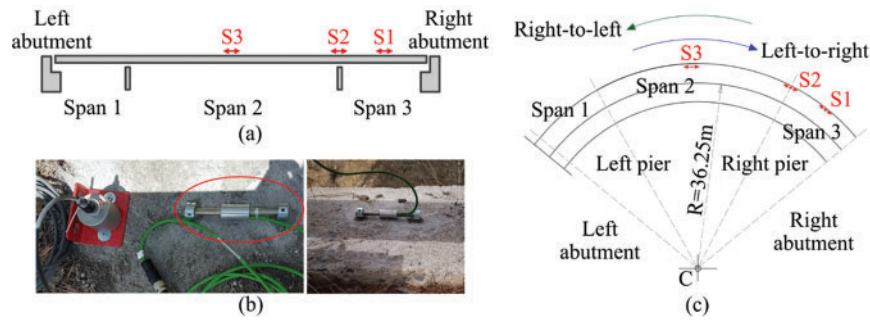 Left
abutment
S3
S2
S1
Right
abutment
Span 1
Span 2
Span 3
(a)
(b)
Right-to-left
Left-to-right
S3
S2
S1
Span 1
Span 2
Span 3
Left pier
Right pier
R=36.25m
Left
abutment
Right
abutment
C
(c)